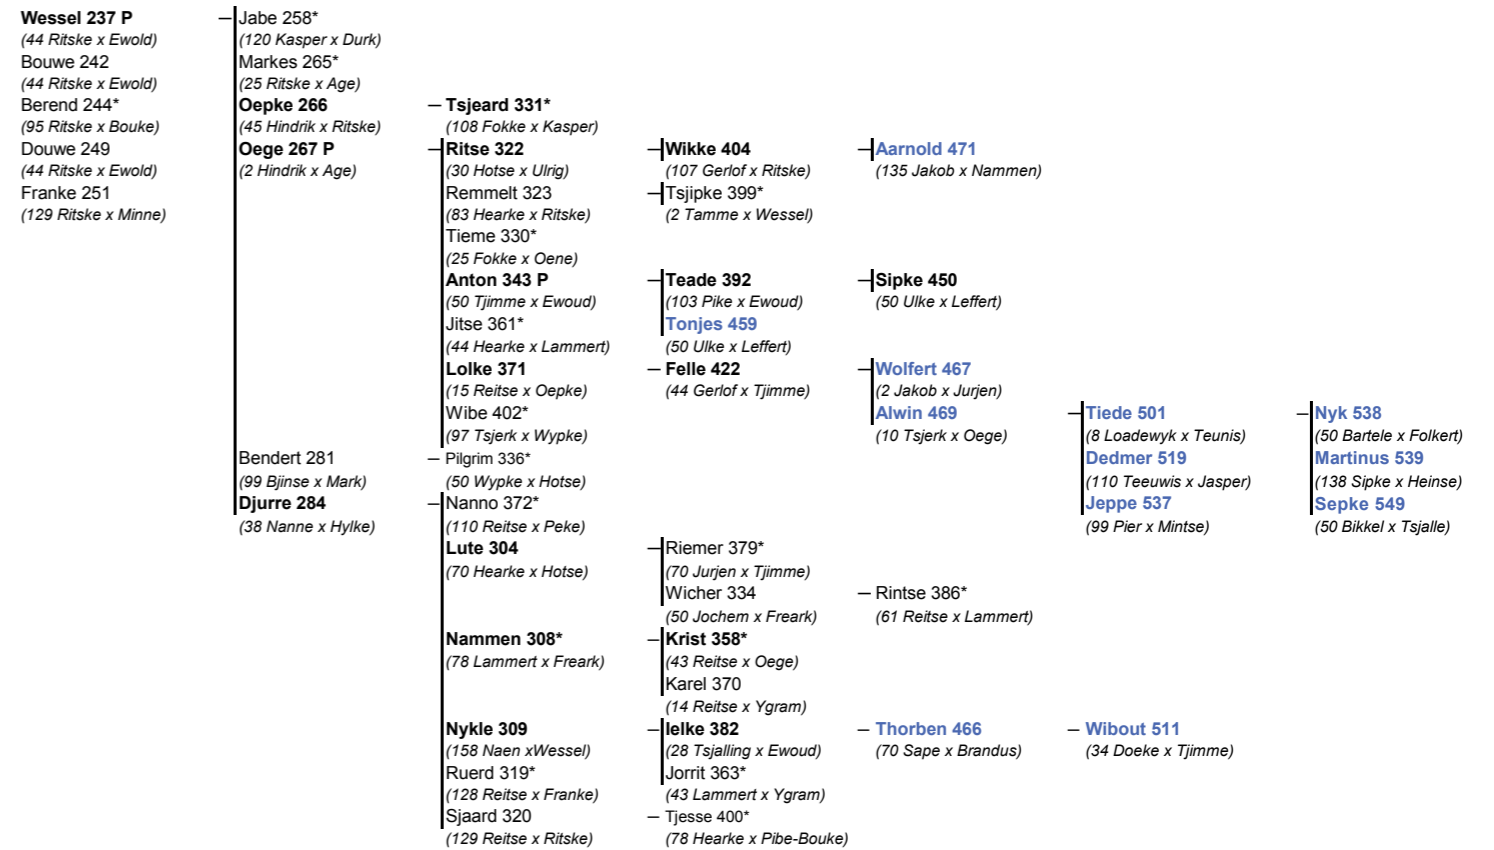 Wessel 237 P – Jabe 258*
(44 Ritske x Ewold) (120 Kasper x Durk)
Bouwe 242 Markes 265*
(44 Ritske x Ewold) (25 Ritske x Age)
Berend 244* Oepke 266 – Tsjeard 331*
(95 Ritske x Bouke) (45 Hindrik x Ritske) (108 Fokke x Kasper)
Douwe 249 Oege 267 P – Ritse 322 – Wikke 404 – Aarnold 471
(44 Ritske x Ewold) (2 Hindrik x Age) (30 Hotse x Ulrig) (107 Gerlof x Ritske) (135 Jakob x Nammen)
Franke 251 Remmelt 323 – Tsjipke 399*
(129 Ritske x Minne) (83 Hearke x Ritske) (2 Tamme x Wessel)
Tieme 330*
(25 Fokke x Oene)
Anton 343 P – Teade 392 – Sipke 450
(50 Tjimme x Ewoud) (103 Pike x Ewoud) (50 Ulke x Leffert)
Jitse 361* Tonjes 459
(44 Hearke x Lammert) (50 Ulke x Leffert)
Lolke 371 – Felle 422 – Wolfert 467
(15 Reitse x Oepke) (44 Gerlof x Tjimme) (2 Jakob x Jurjen)
Wibe 402* Alwin 469 – Tiede 501 – Nyk 538
(97 Tsjerk x Wypke) (10 Tsjerk x Oege) (8 Loadewyk x Teunis) (50 Bartele x Folkert)
Bendert 281 – Pilgrim 336* Dedmer 519 Martinus 539
(99 Bjinse x Mark) (50 Wypke x Hotse) (110 Teeuwis x Jasper) (138 Sipke x Heinse)
Djurre 284 – Nanno 372* Jeppe 537 Sepke 549
(38 Nanne x Hylke) (110 Reitse x Peke) (99 Pier x Mintse) (50 Bikkel x Tsjalle)
Lute 304 – Riemer 379*
(70 Hearke x Hotse) (70 Jurjen x Tjimme)
Wicher 334 – Rintse 386*
(50 Jochem x Freark) (61 Reitse x Lammert)
Nammen 308* – Krist 358*
(78 Lammert x Freark) (43 Reitse x Oege)
Karel 370
(14 Reitse x Ygram)
Nykle 309 – Ielke 382 – Thorben 466 – Wibout 511
(158 Naen xWessel) (28 Tsjalling x Ewoud) (70 Sape x Brandus) (34 Doeke x Tjimme)
Ruerd 319* Jorrit 363*
(128 Reitse x Franke) (43 Lammert x Ygram)
Sjaard 320 – Tjesse 400*
(129 Reitse x Ritske) (78 Hearke x Pibe-Bouke)